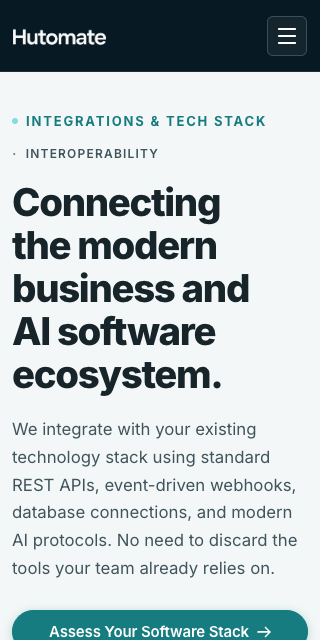 Hutomate
INTEGRATIONS & TECH STACK
· INTEROPERABILITY
Connecting
the modern
business and
AI software
ecosystem.
We integrate with your existing
technology stack using standard
REST APIs, event-driven webhooks,
database connections, and modern
AI protocols. No need to discard the
tools your team already relies on.
Assess Your Software Stack →